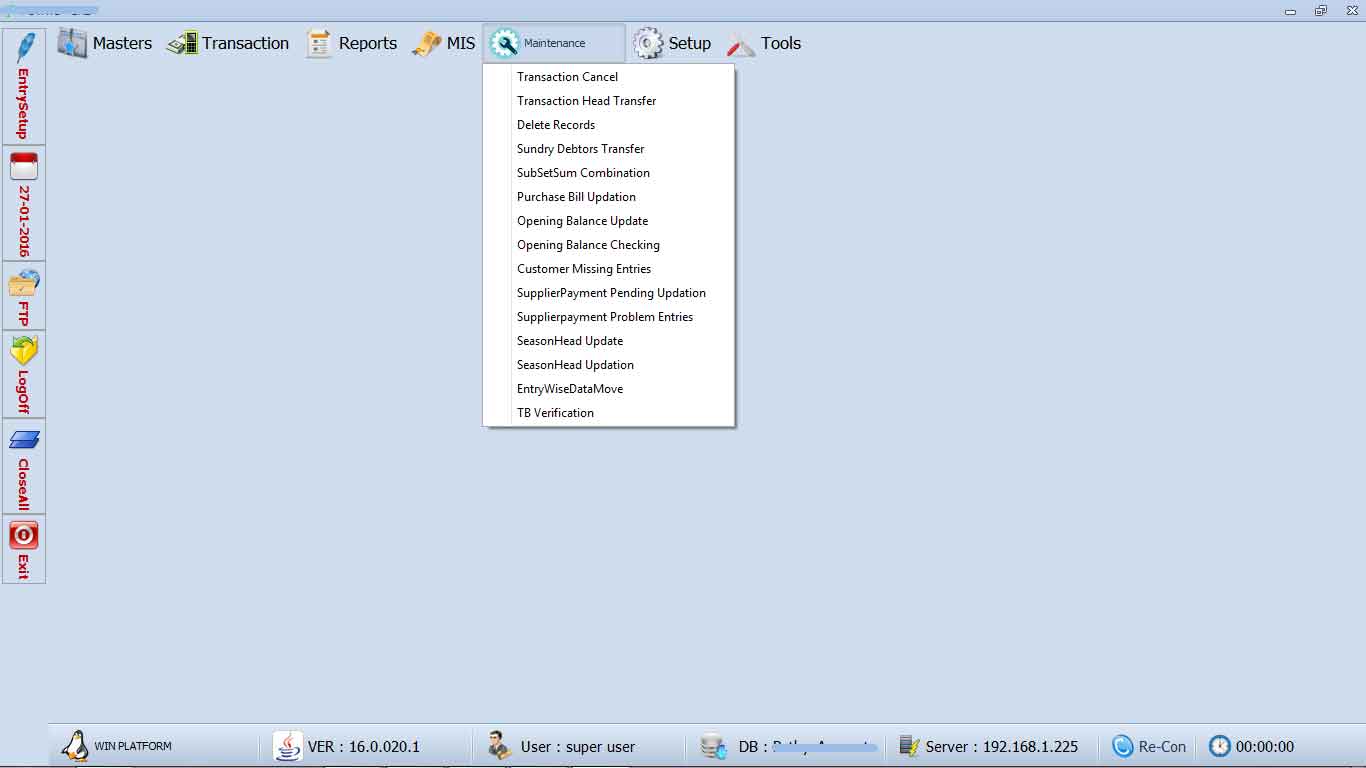 Masters Transaction Reports MIS Maintenance Setup Tools
EntrySetup
27-01-2016
FTP
LogOff
CloseAll
Exit
Transaction Cancel
Transaction Head Transfer
Delete Records
Sundry Debtors Transfer
SubSetSum Combination
Purchase Bill Updation
Opening Balance Update
Opening Balance Checking
Customer Missing Entries
SupplierPayment Pending Updation
Supplierpayment Problem Entries
SeasonHead Update
SeasonHead Updation
EntryWiseDataMove
TB Verification
WIN PLATFORM VER : 16.0.020.1 User : super user DB : Server : 192.168.1.225 Re-Con 00:00:00